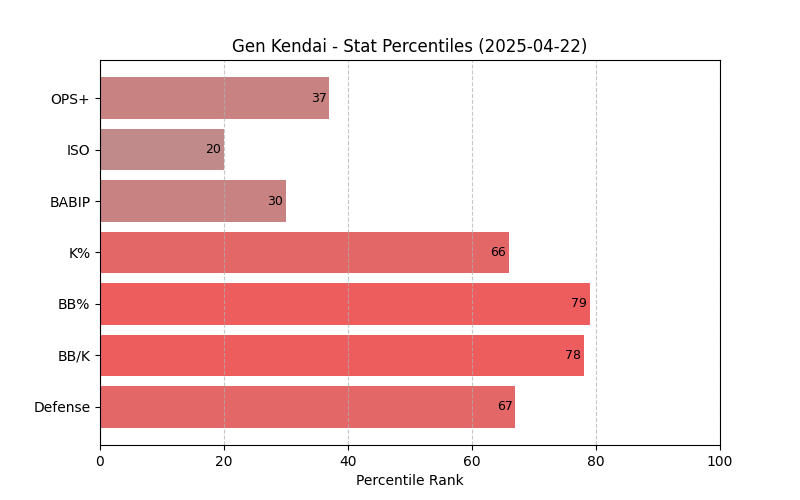 Gen Kendai - Stat Percentiles (2025-04-22)
OPS+ 37
ISO 20
BABIP 30
K% 66
BB% 79
BB/K 78
Defense 67
0 20 40 60 80 100
Percentile Rank